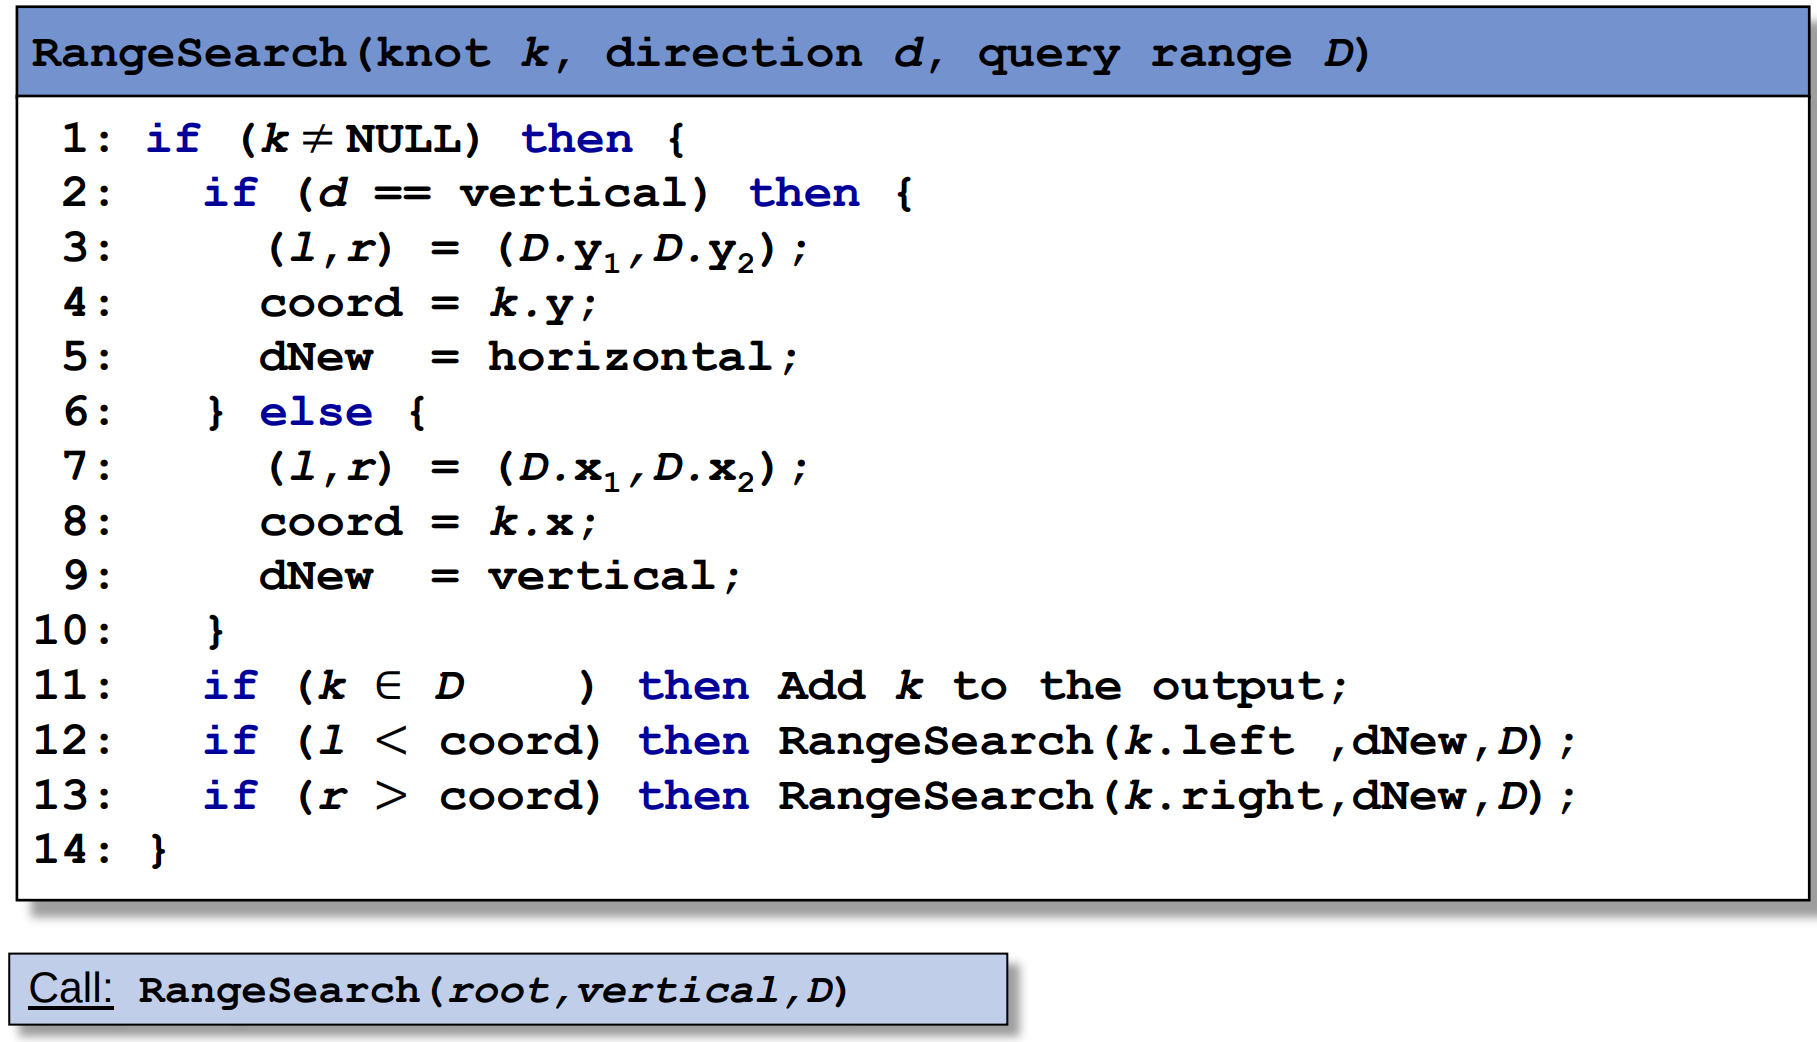 RangeSearch(knot k, direction d, query range D)
1: if (k ≠ NULL) then {
2:   if (d == vertical) then {
3:     (l,r) = (D.y₁,D.y₂);
4:     coord = k.y;
5:     dNew  = horizontal;
6:   } else {
7:     (l,r) = (D.x₁,D.x₂);
8:     coord = k.x;
9:     dNew  = vertical;
10:   }
11:   if (k ∈ D    ) then Add k to the output;
12:   if (l < coord) then RangeSearch(k.left ,dNew,D);
13:   if (r > coord) then RangeSearch(k.right,dNew,D);
14: }
Call: RangeSearch(root,vertical,D)